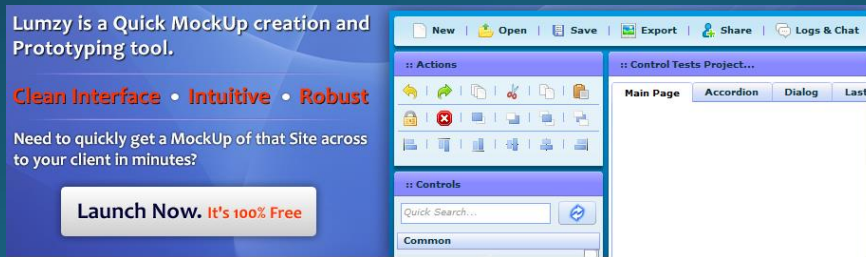 Lumzy is a Quick MockUp creation and
Prototyping tool.
Clean Interface • Intuitive • Robust
Need to quickly get a MockUp of that Site across
to your client in minutes?
Launch Now. It's 100% Free
New | Open | Save | Export | Share | Logs & Chat
:: Actions
:: Control Tests Project...
Main Page Accordion Dialog Last
:: Controls
Quick Search...
Common